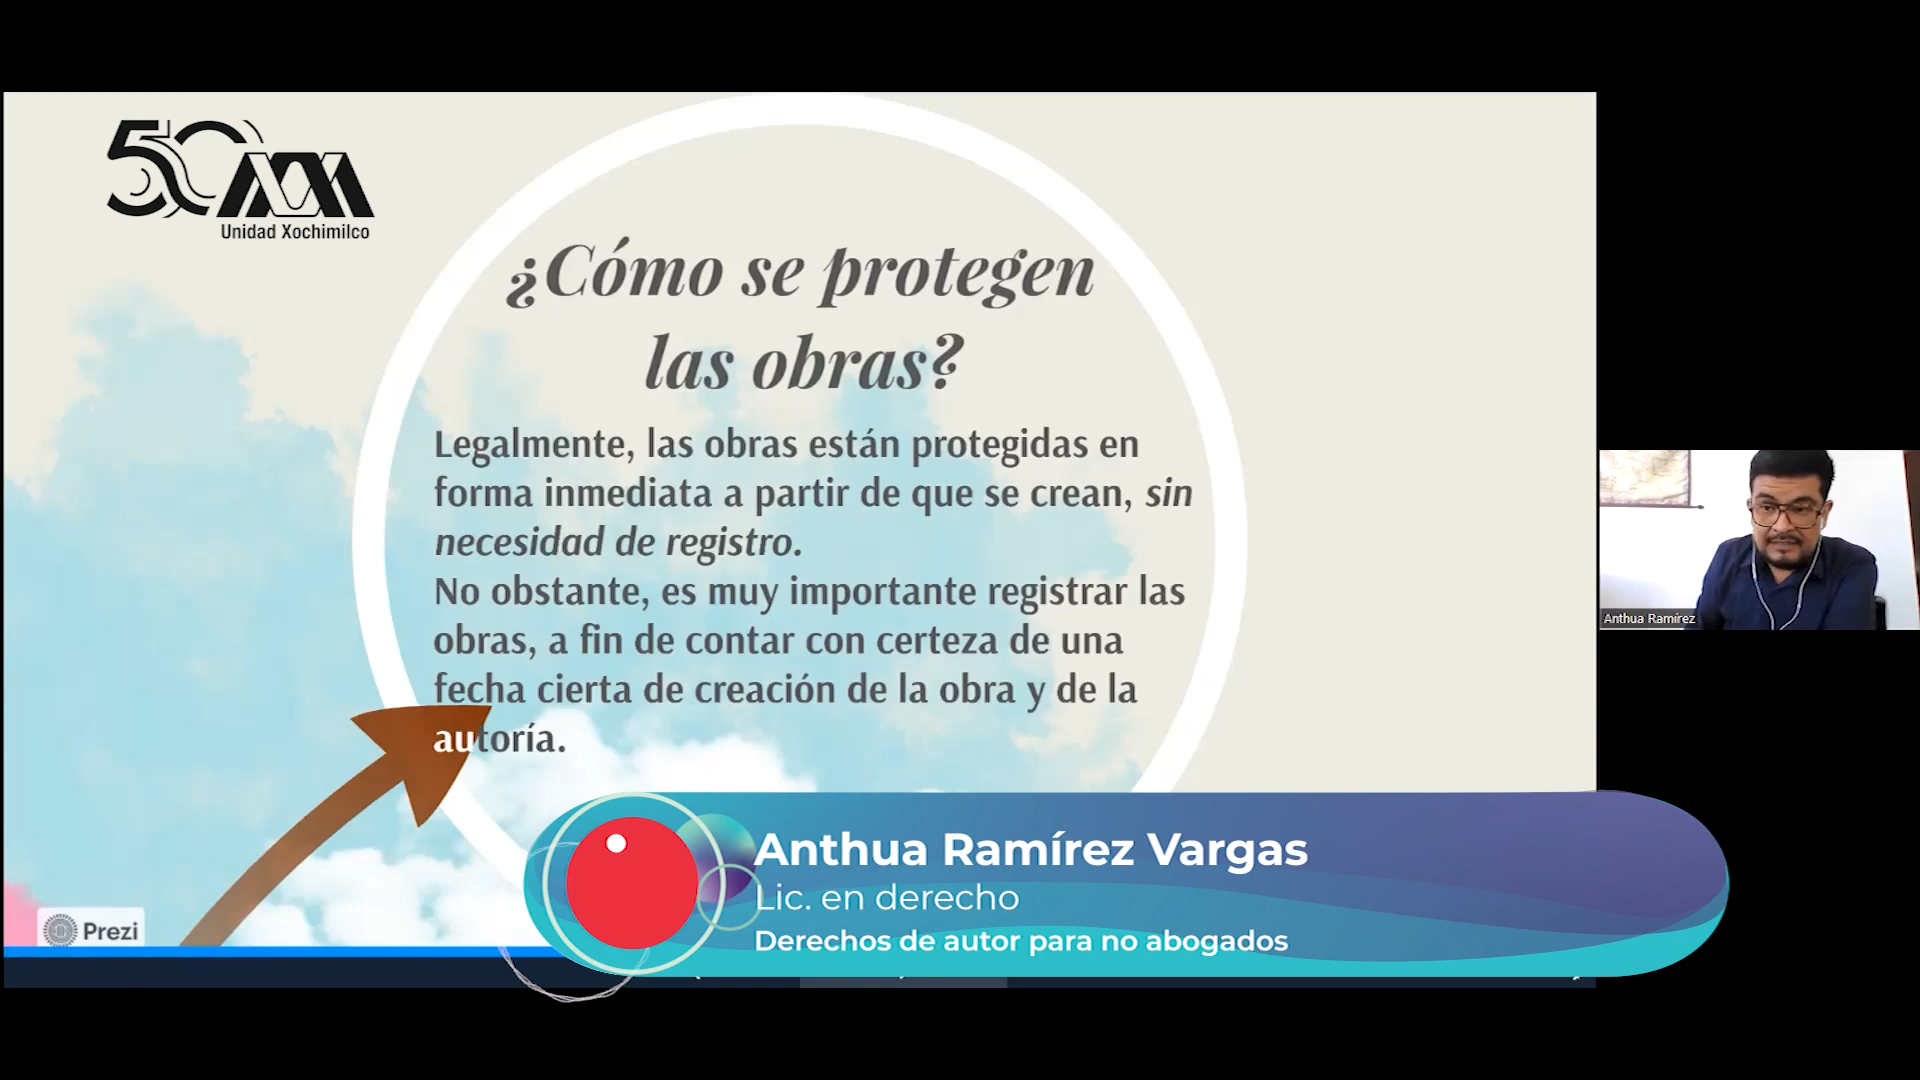 50
Unidad Xochimilco
¿Cómo se protegen
las obras?
Legalmente, las obras están protegidas en
forma inmediata a partir de que se crean, sin
necesidad de registro.
No obstante, es muy importante registrar las
obras, a fin de contar con certeza de una
fecha cierta de creación de la obra y de la
autoría.
Anthua Ramírez
Anthua Ramírez Vargas
Lic. en derecho
Derechos de autor para no abogados
Prezi